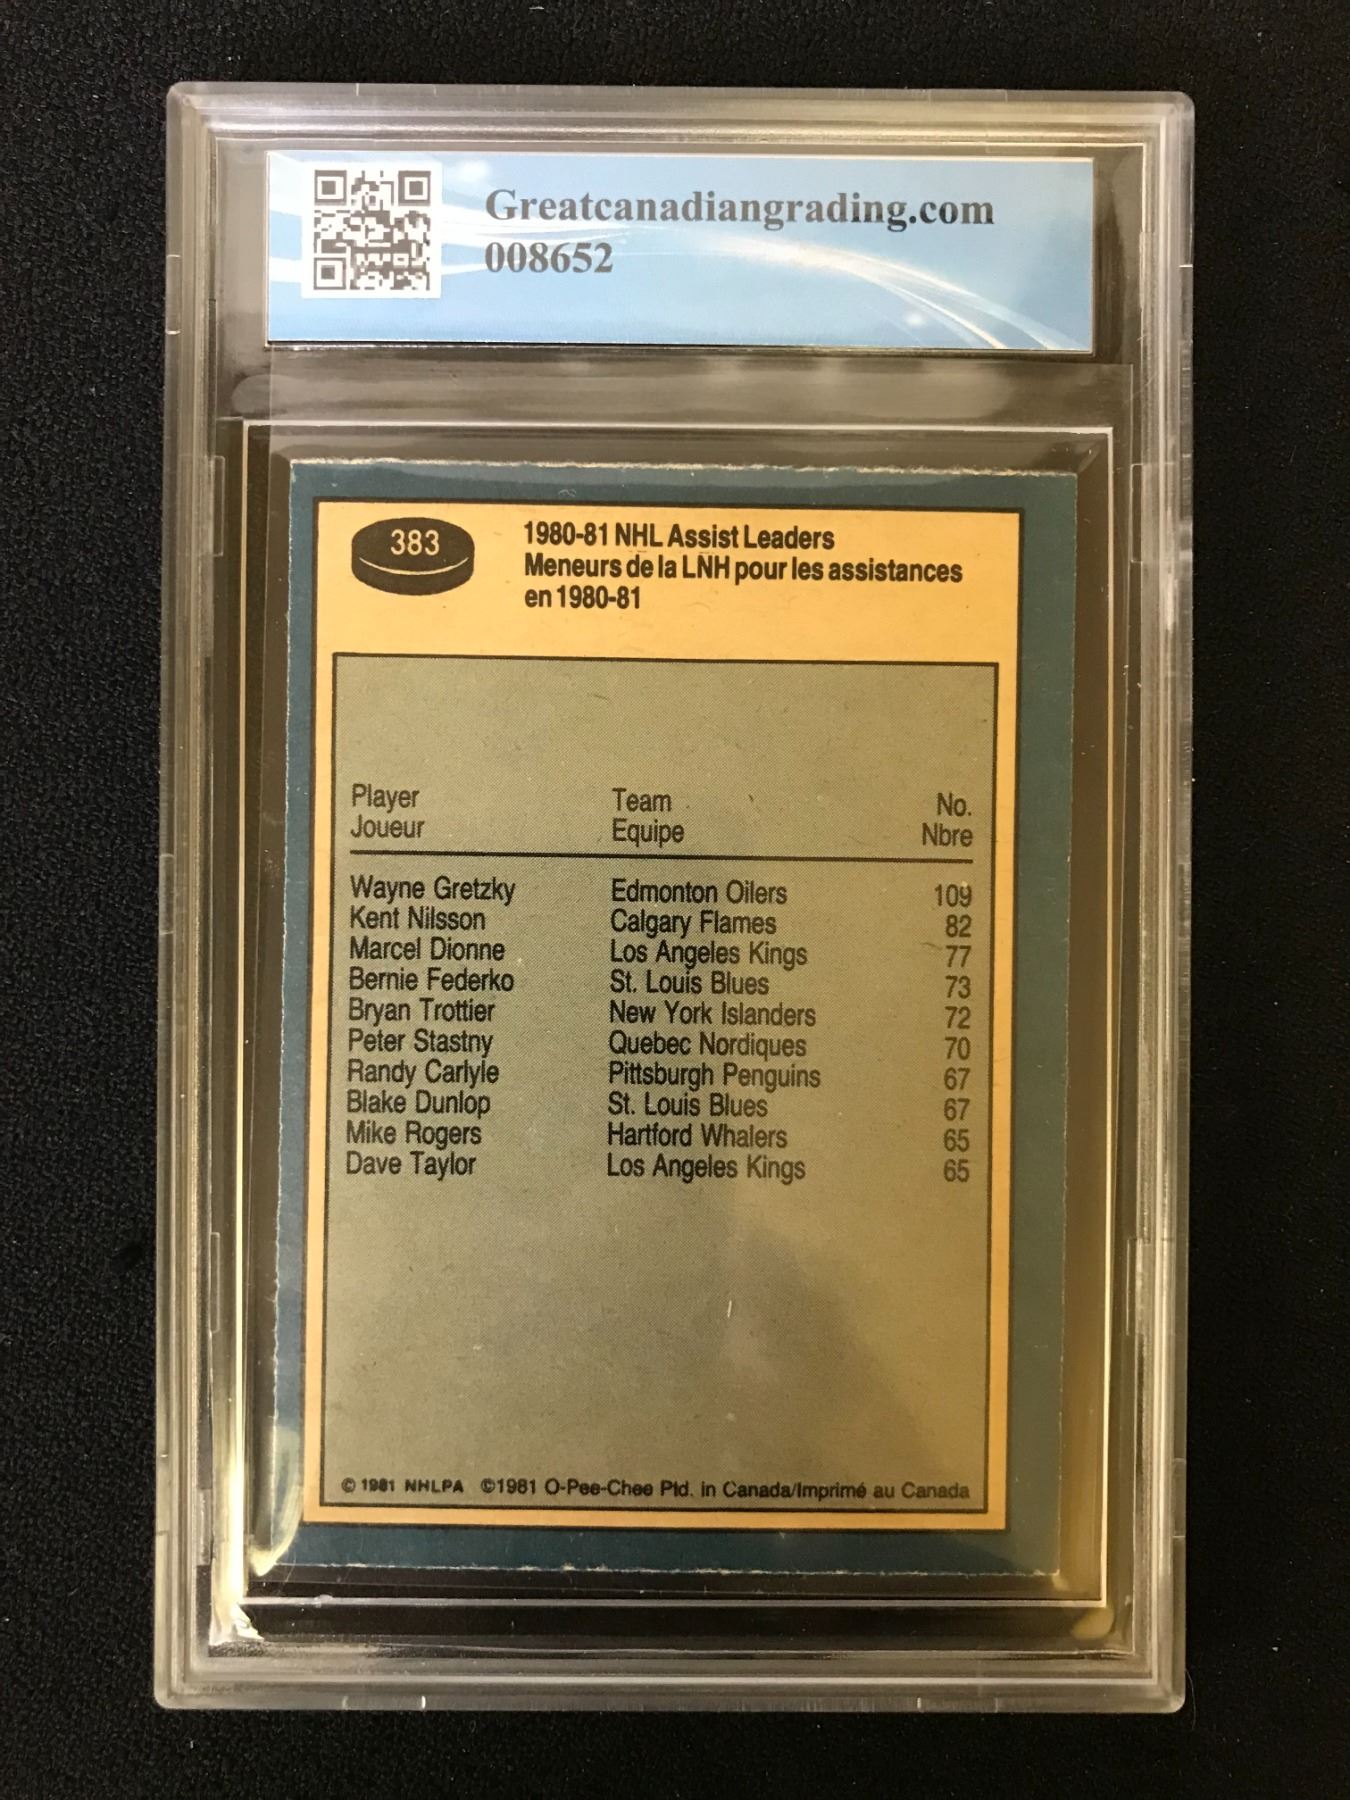 Greatcanadiangrading.com
008652
383
1980-81 NHL Assist Leaders
Meneurs de la LNH pour les assistances
en 1980-81
Player Team No.
Joueur Equipe Nbre
Wayne Gretzky Edmonton Oilers 109
Kent Nilsson Calgary Flames 82
Marcel Dionne Los Angeles Kings 77
Bernie Federko St. Louis Blues 73
Bryan Trottier New York Islanders 72
Peter Stastny Quebec Nordiques 70
Randy Carlyle Pittsburgh Penguins 67
Blake Dunlop St. Louis Blues 67
Mike Rogers Hartford Whalers 65
Dave Taylor Los Angeles Kings 65
© 1981 NHLPA ©1981 O-Pee-Chee Ptd. in Canada/Imprimé au Canada